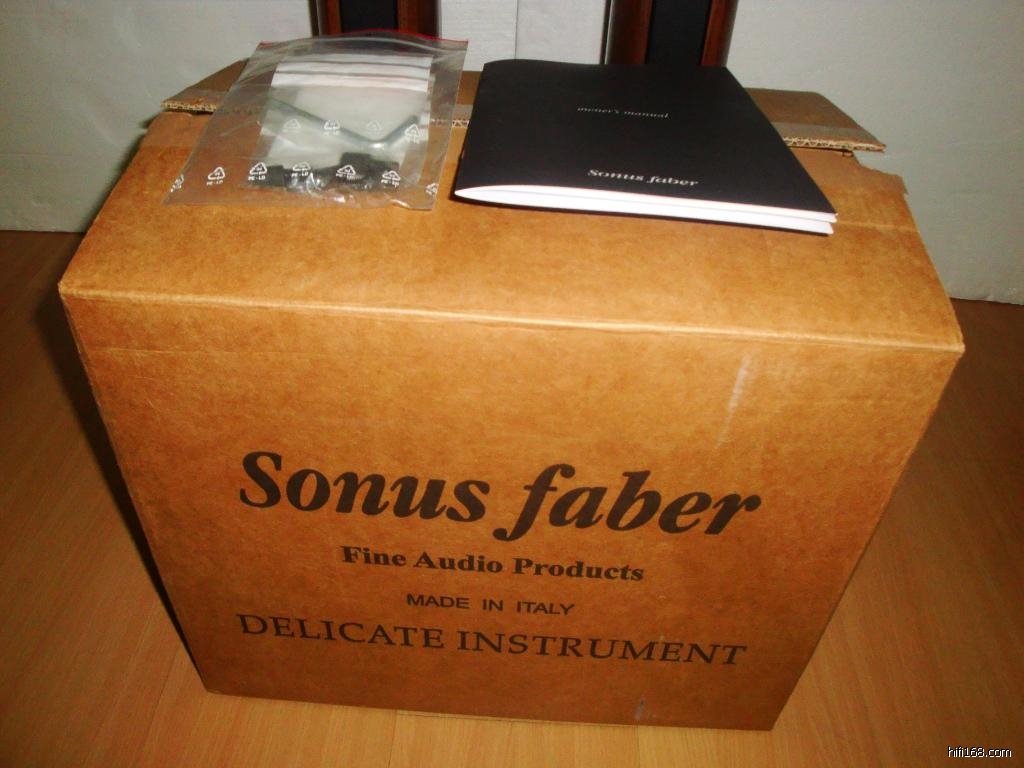 owner's manual
Sonus faber
Sonus faber
Fine Audio Products
MADE IN ITALY
DELICATE INSTRUMENT
hifi168.com